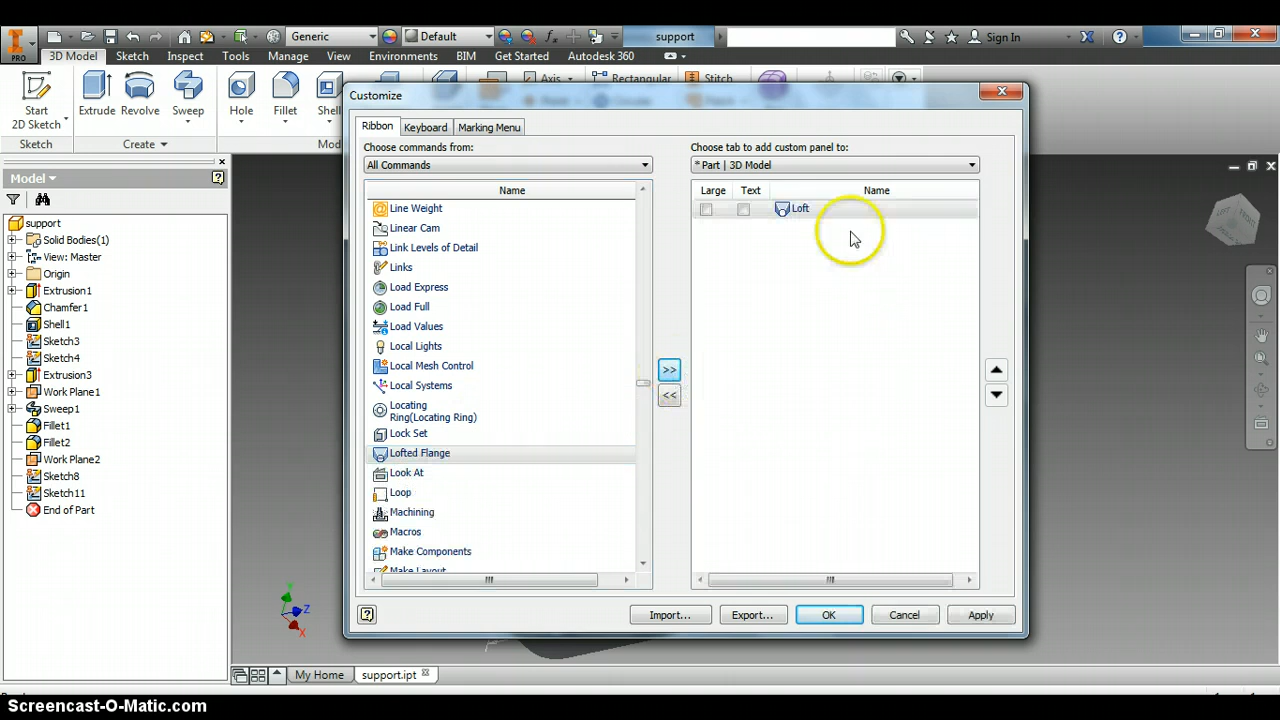 Generic
Default
support
Sign In
PRO
3D Model
Sketch
Inspect
Tools
Manage
View
Environments
BIM
Get Started
Autodesk 360
Start
2D Sketch
Extrude
Revolve
Sweep
Hole
Fillet
Shell
Axis
Rectangular
Stitch
Sketch
Create
Model
support
Solid Bodies(1)
View: Master
Origin
Extrusion1
Chamfer1
Shell1
Sketch3
Sketch4
Extrusion3
Work Plane1
Sweep1
Fillet1
Fillet2
Work Plane2
Sketch8
Sketch11
End of Part
Customize
Ribbon
Keyboard
Marking Menu
Choose commands from:
All Commands
Name
Line Weight
Linear Cam
Link Levels of Detail
Links
Load Express
Load Full
Load Values
Local Lights
Local Mesh Control
Local Systems
Locating
Ring(Locating Ring)
Lock Set
Lofted Flange
Look At
Loop
Machining
Macros
Make Components
Make Layout
>>
<<
Choose tab to add custom panel to:
* Part | 3D Model
Large
Text
Name
Loft
Import...
Export...
OK
Cancel
Apply
Z
X
My Home
support.ipt
Screencast-O-Matic.com